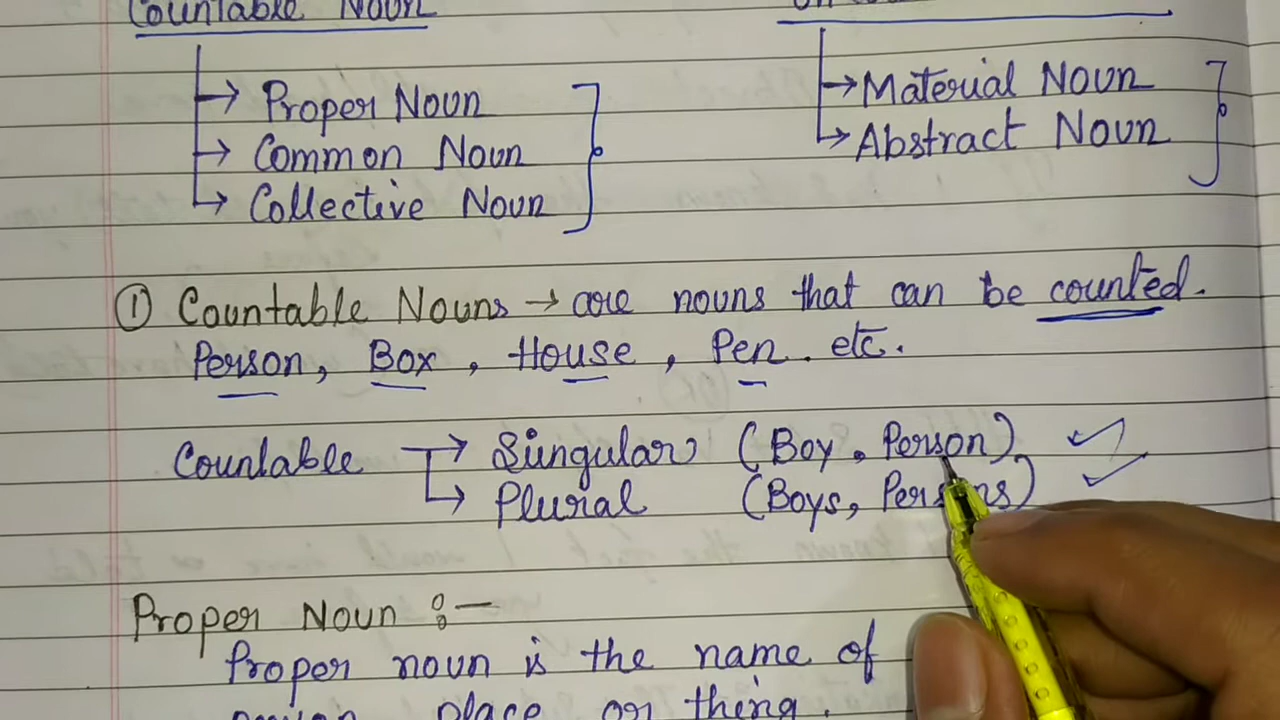 Countable Noun
→ Proper Noun
→ Common Noun
→ Collective Noun
→ Material Noun
→ Abstract Noun
① Countable Nouns → are nouns that can be counted.
Person, Box, House, Pen. etc.
Countable → Singular (Boy, Person) ✓
→ Plural (Boys, Persons) ✓
Proper Noun :—
Proper noun is the name of
place or thing.